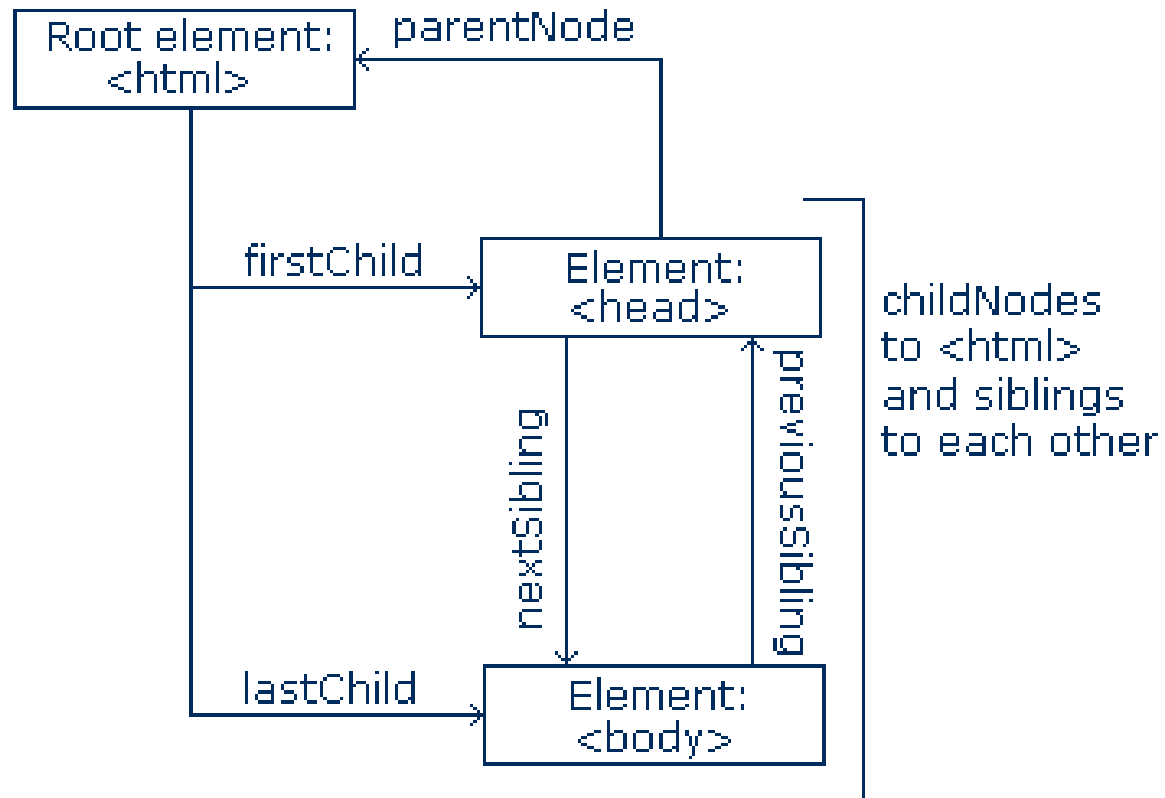 Root element:
<html>
parentNode
firstChild
Element:
<head>
childNodes
to <html>
and siblings
to each other
nextSibling
previousSibling
lastChild
Element:
<body>